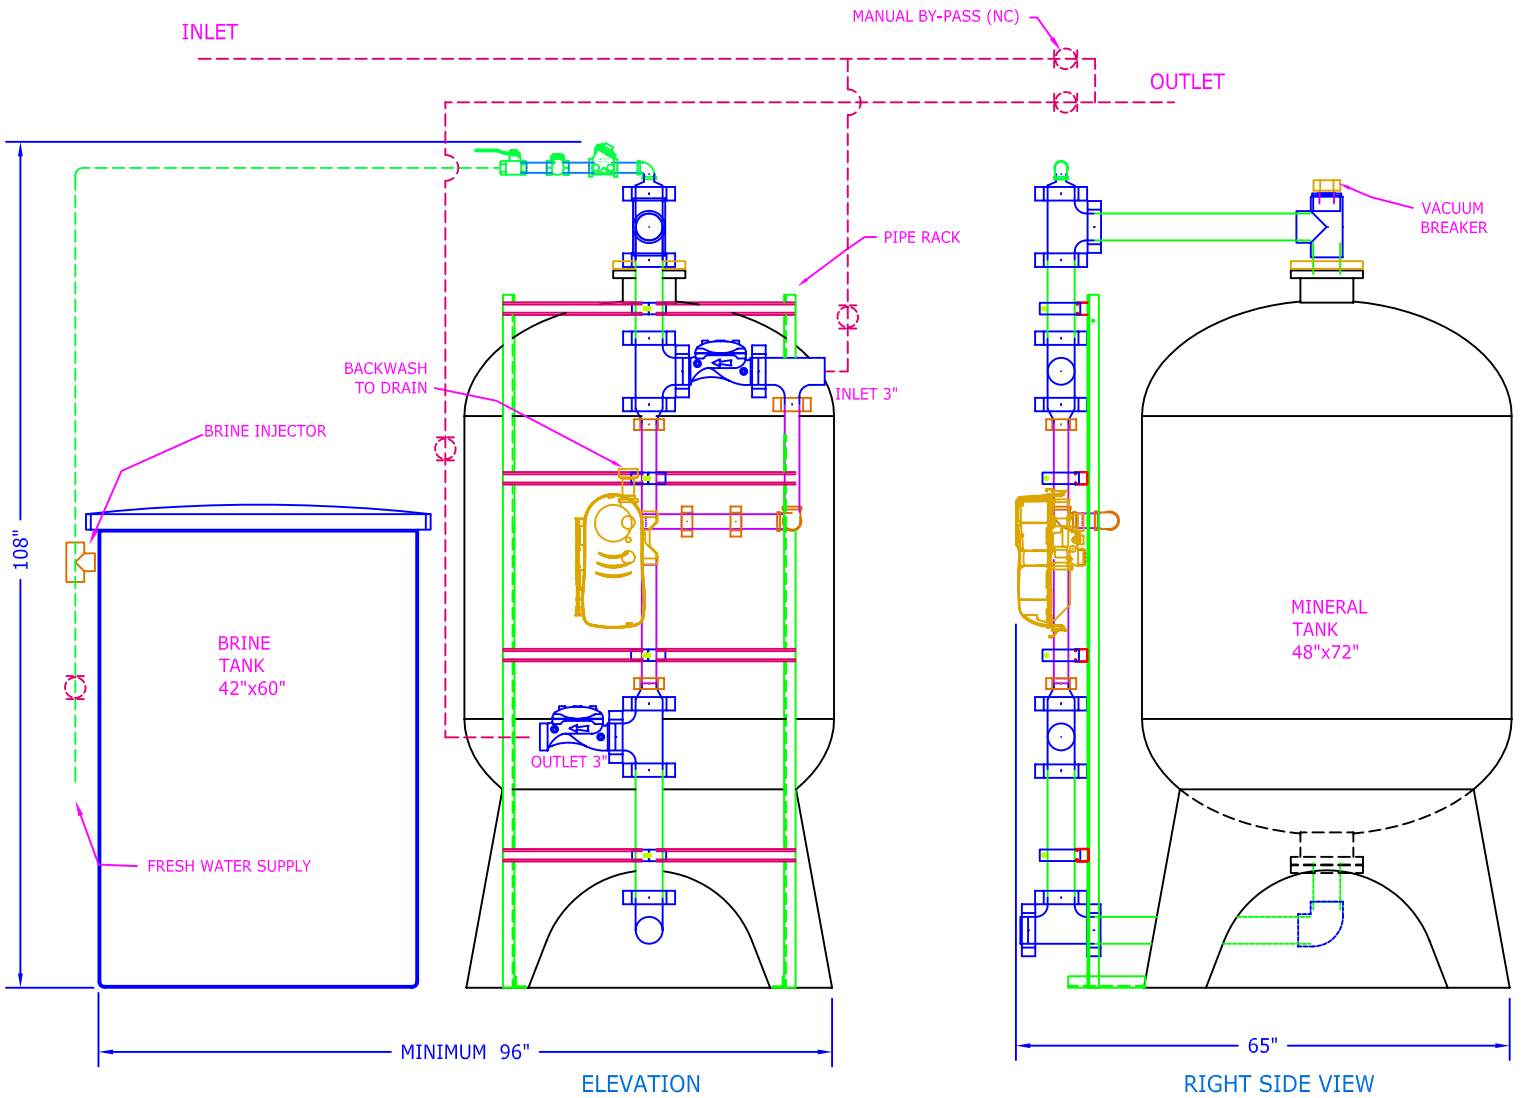 MANUAL BY-PASS (NC)
INLET
OUTLET
VACUUM
BREAKER
PIPE RACK
BACKWASH
TO DRAIN
INLET 3"
BRINE INJECTOR
108"
BRINE
TANK
42"x60"
MINERAL
TANK
48"x72"
OUTLET 3"
FRESH WATER SUPPLY
MINIMUM 96"
65"
ELEVATION
RIGHT SIDE VIEW